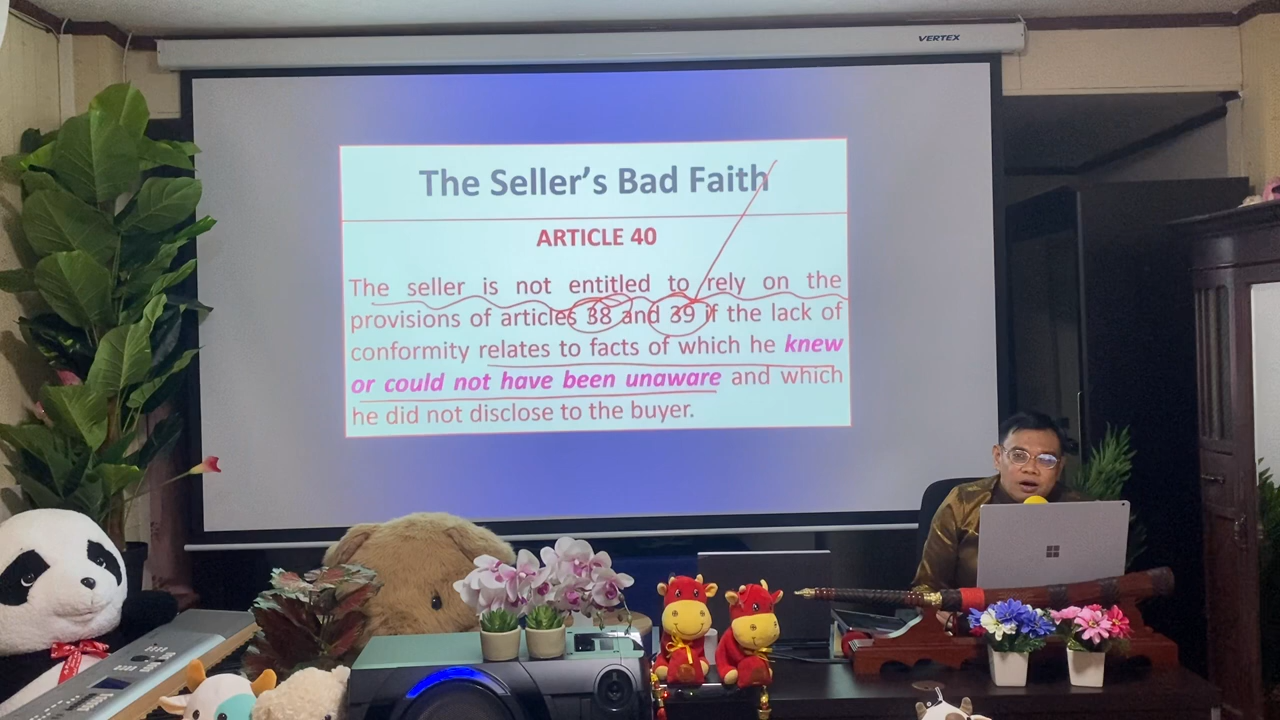 VERTEX
The Seller's Bad Faith
ARTICLE 40
The seller is not entitled to rely on the
provisions of articles 38 and 39 if the lack of
conformity relates to facts of which he knew
or could not have been unaware and which
he did not disclose to the buyer.